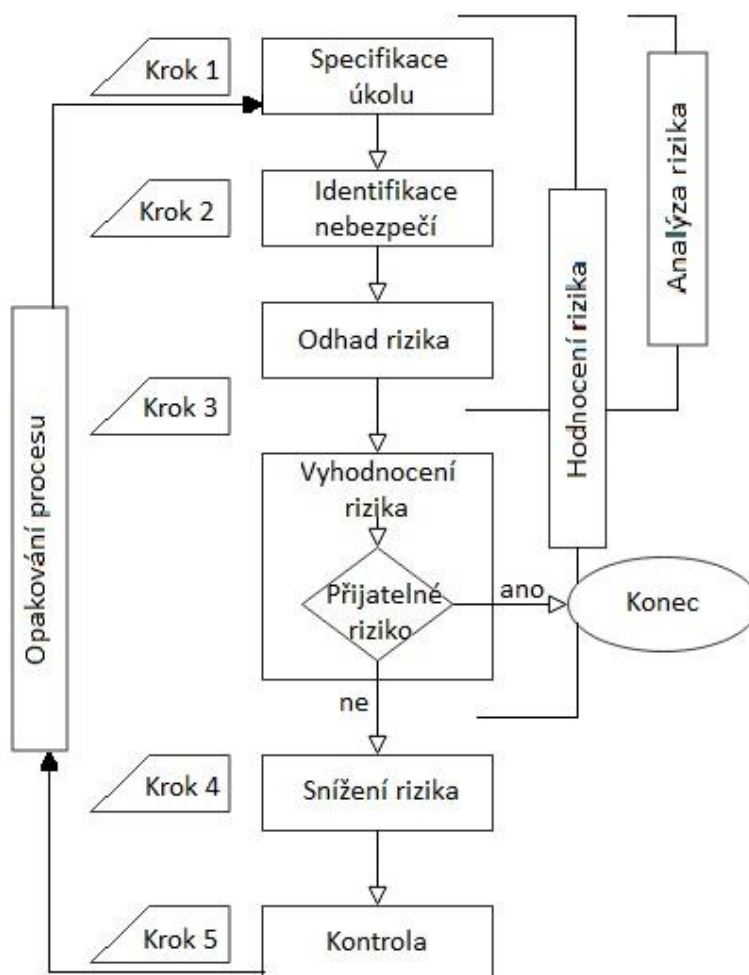 Krok 1
Specifikace
úkolu
Krok 2
Identifikace
nebezpečí
Odhad rizika
Krok 3
Vyhodnocení
rizika
Přijatelné
riziko
ano
Konec
ne
Krok 4
Snížení rizika
Krok 5
Kontrola
Opakování procesu
Hodnocení rizika
Analýza rizika